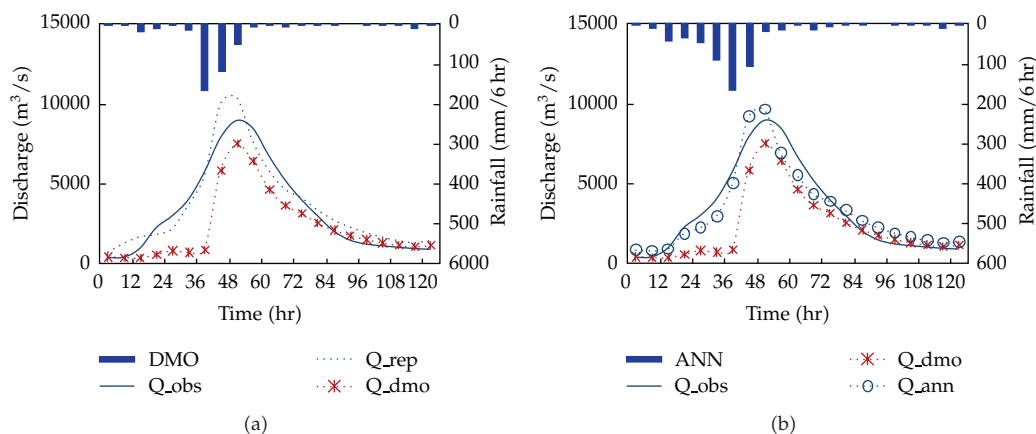 15000
10000
5000
0
Discharge (m³/s)
0
100
200
300
400
500
6000
Rainfall (mm/6 hr)
0 12 24 36 48 60 72 84 96 108 120
Time (hr)
DMO
Q_obs
Q_rep
Q_dmo
(a)
15000
10000
5000
0
Discharge (m³/s)
0
100
200
300
400
500
600
Rainfall (mm/6 hr)
0 12 24 36 48 60 72 84 96 108 120
Time (hr)
ANN
Q_obs
Q_dmo
Q_ann
(b)